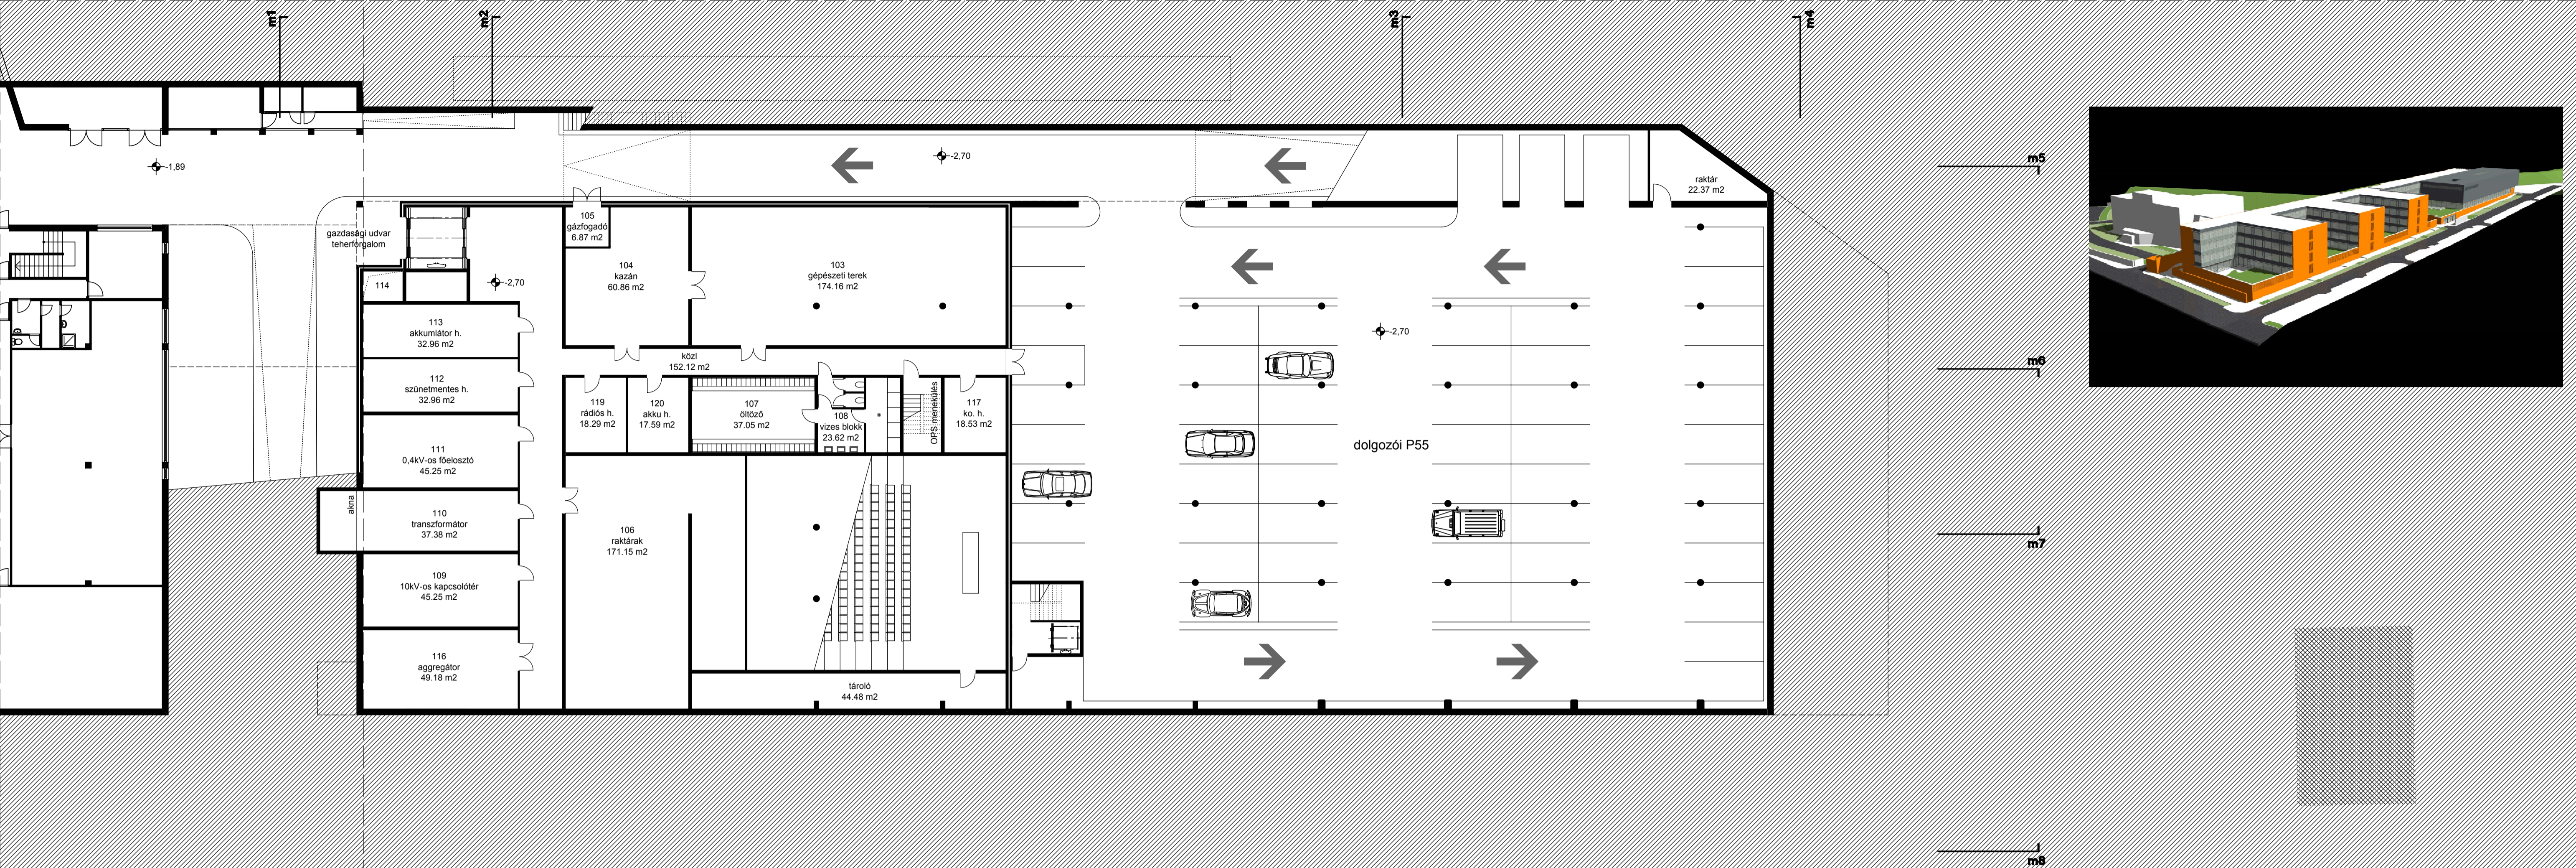 m1
m2
m3
m4
m5
m6
m7
m8
-1,89
-2,70
raktár
22.37 m2
gazdasági udvar
teherforgalom
105
gázfogadó
6.87 m2
104
kazán
60.86 m2
103
gépészeti terek
174.16 m2
114
-2,70
-2,70
113
akkumlátor h.
32.96 m2
közl
152.12 m2
112
szünetmentes h.
32.96 m2
119
rádiós h.
18.29 m2
120
akku h.
17.59 m2
107
öltöző
37.05 m2
108
vizes blokk
23.62 m2
OPS menekülés
117
ko. h.
18.53 m2
dolgozói P55
111
0,4kV-os főelosztó
45.25 m2
akna
110
transzformátor
37.38 m2
106
raktárak
171.15 m2
109
10kV-os kapcsolótér
45.25 m2
116
aggregátor
49.18 m2
tároló
44.48 m2